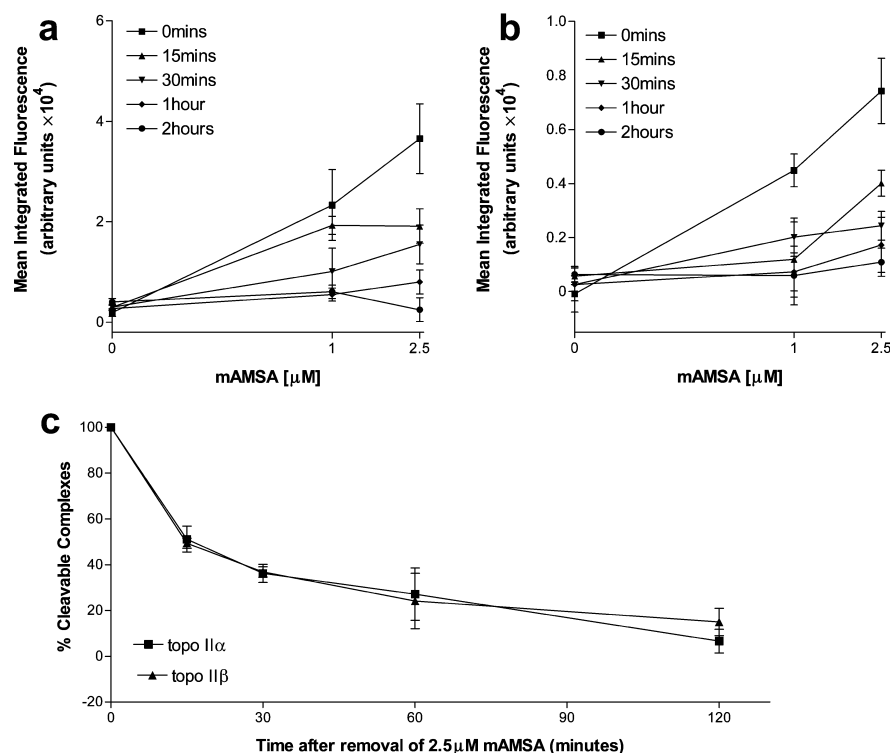 a
Mean Integrated Fluorescence
(arbitrary units ×10⁴)
0mins
15mins
30mins
1hour
2hours
6
4
2
0
0
1
2.5
mAMSA [μM]
b
Mean Integrated Fluorescence
(arbitrary units ×10⁴)
0mins
15mins
30mins
1hour
2hours
1.0
0.8
0.6
0.4
0.2
0
0
1
2.5
mAMSA [μM]
c
% Cleavable Complexes
100
80
60
40
20
0
-20
topo IIα
topo IIβ
0
30
60
90
120
Time after removal of 2.5μM mAMSA (minutes)